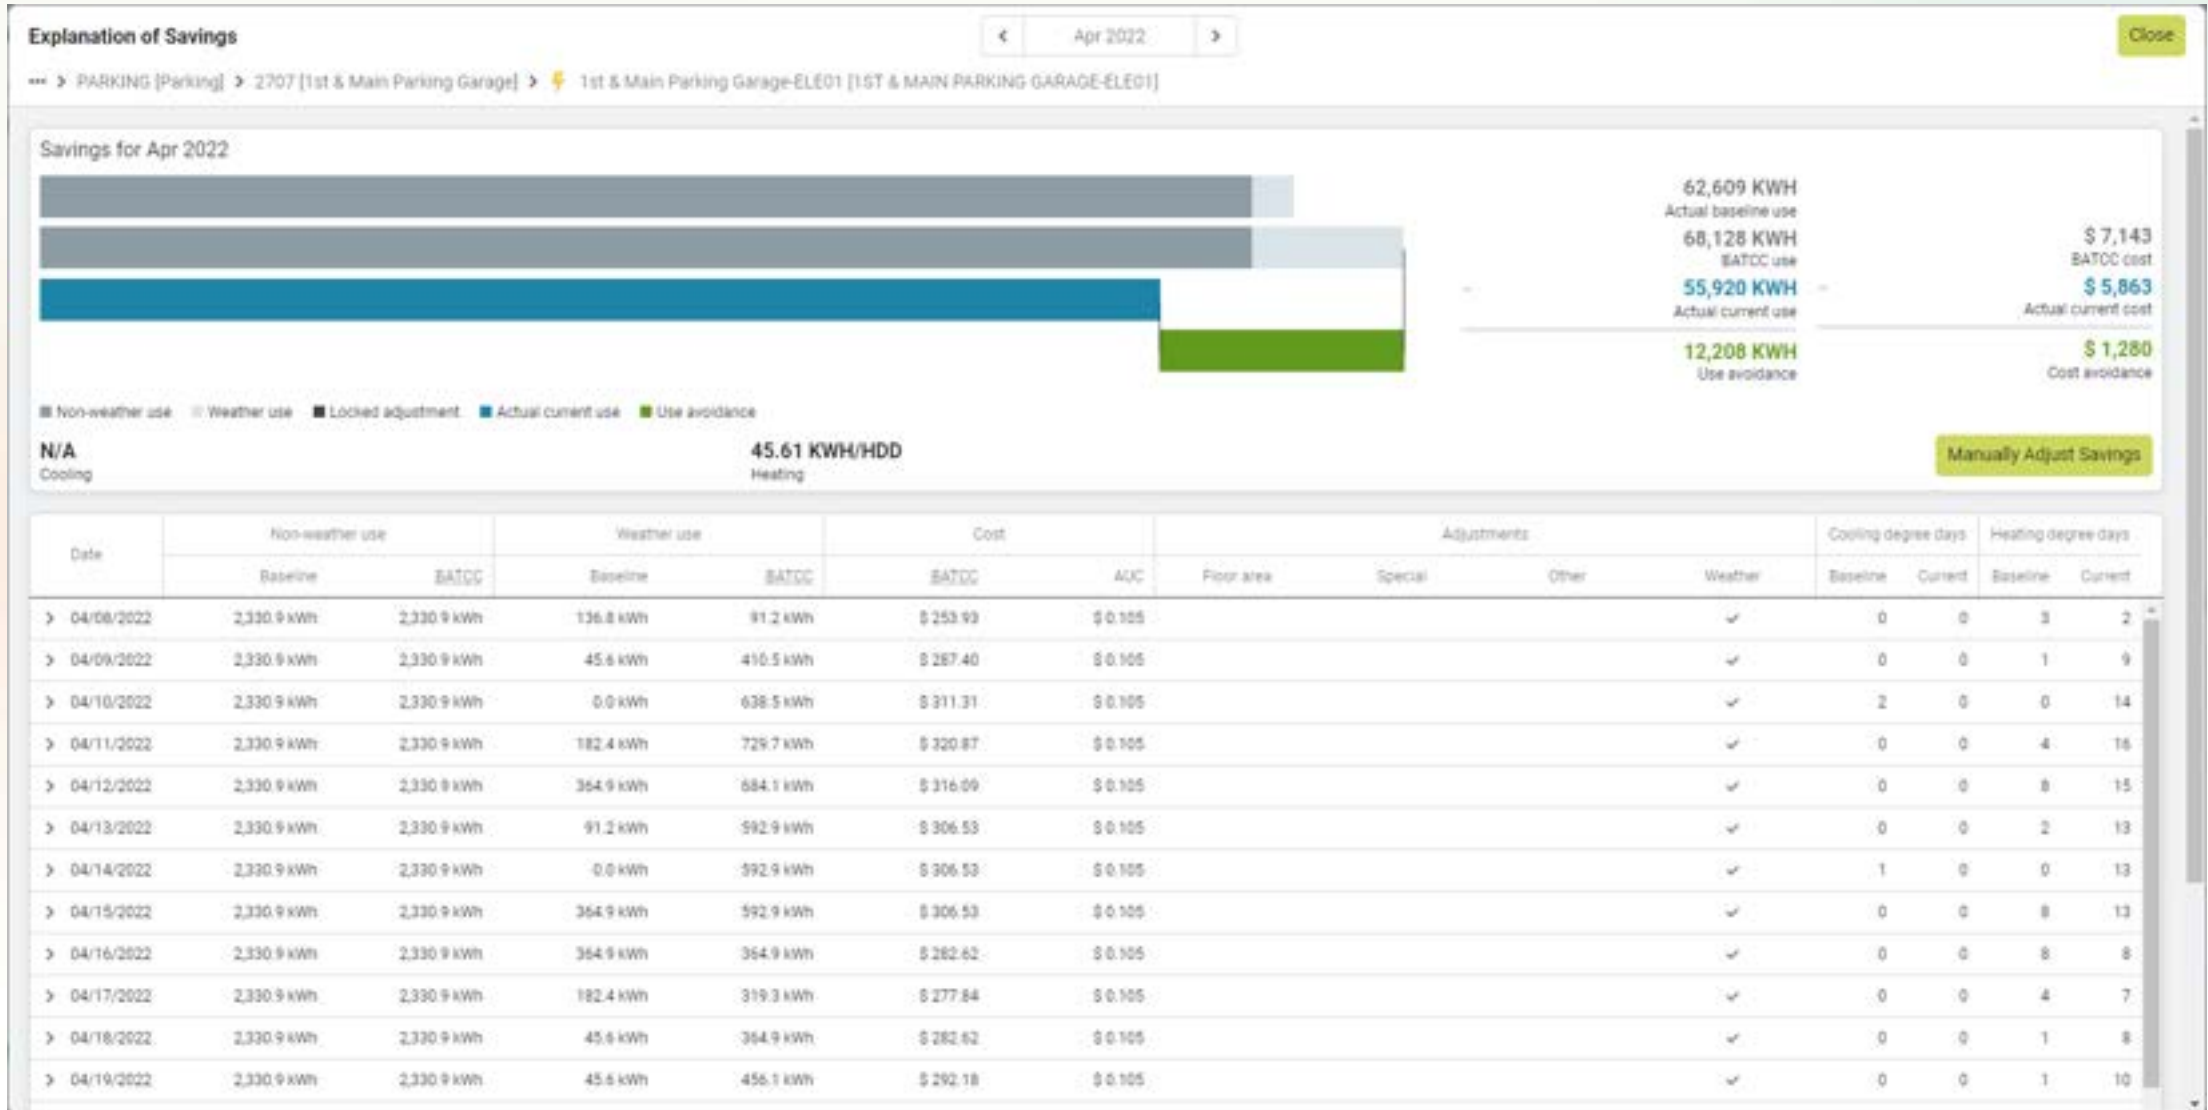 Explanation of Savings
Apr 2022
Close
PARKING [Parking] > 2707 [1st & Main Parking Garage] > 1st & Main Parking Garage-ELE01 [1ST & MAIN PARKING GARAGE-ELE01]
Savings for Apr 2022
62,609 KWH
Actual baseline use
68,128 KWH $ 7,143
BATCC use BATCC cost
55,920 KWH $ 5,863
Actual current use Actual current cost
12,208 KWH $ 1,280
Use avoidance Cost avoidance
Non-weather use Weather use Locked adjustment Actual current use Use avoidance
N/A 45.61 KWH/HDD
Cooling Heating
Manually Adjust Savings
Date Non-weather use Weather use Cost Adjustments Cooling degree days Heating degree days
Baseline BATCC Baseline BATCC BATCC AUC Floor area Special Other Weather Baseline Current Baseline Current
04/08/2022 2,330.9 kWh 2,330.9 kWh 136.8 kWh 91.2 kWh $ 253.93 $ 0.105 0 0 3 2
04/09/2022 2,330.9 kWh 2,330.9 kWh 45.6 kWh 410.5 kWh $ 287.40 $ 0.105 0 0 1 9
04/10/2022 2,330.9 kWh 2,330.9 kWh 0.0 kWh 638.5 kWh $ 311.31 $ 0.105 2 0 0 14
04/11/2022 2,330.9 kWh 2,330.9 kWh 182.4 kWh 729.7 kWh $ 320.87 $ 0.105 0 0 4 16
04/12/2022 2,330.9 kWh 2,330.9 kWh 364.9 kWh 684.1 kWh $ 316.09 $ 0.105 0 0 8 15
04/13/2022 2,330.9 kWh 2,330.9 kWh 91.2 kWh 592.9 kWh $ 306.53 $ 0.105 0 0 2 13
04/14/2022 2,330.9 kWh 2,330.9 kWh 0.0 kWh 592.9 kWh $ 306.53 $ 0.105 1 0 0 13
04/15/2022 2,330.9 kWh 2,330.9 kWh 364.9 kWh 592.9 kWh $ 306.53 $ 0.105 0 0 8 13
04/16/2022 2,330.9 kWh 2,330.9 kWh 364.9 kWh 364.9 kWh $ 282.62 $ 0.105 0 0 8 8
04/17/2022 2,330.9 kWh 2,330.9 kWh 182.4 kWh 319.3 kWh $ 277.84 $ 0.105 0 0 4 7
04/18/2022 2,330.9 kWh 2,330.9 kWh 45.6 kWh 364.9 kWh $ 282.62 $ 0.105 0 0 1 8
04/19/2022 2,330.9 kWh 2,330.9 kWh 45.6 kWh 456.1 kWh $ 292.18 $ 0.105 0 0 1 10